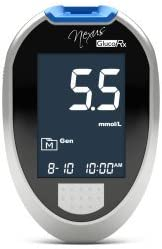 Nexus
GlucoRx
5.5
mmol/L
M Gen
8-10 10:00AM